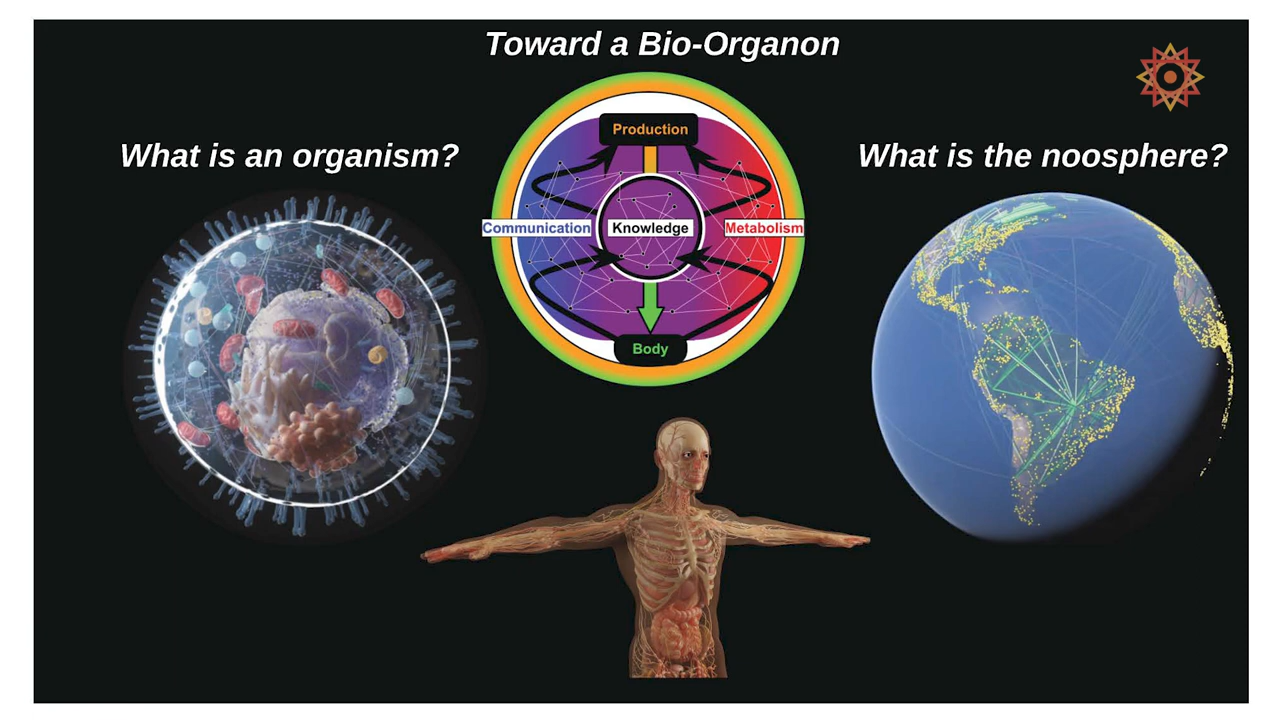 Toward a Bio-Organon
What is an organism?
What is the noosphere?
Production
Communication
Knowledge
Metabolism
Body